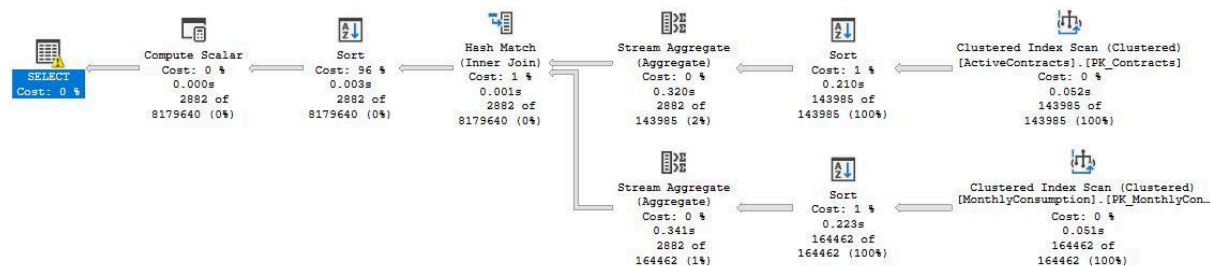 SELECT
Cost: 0 %
Compute Scalar
Cost: 0 %
0.000s
2882 of
8179640 (0%)
Sort
Cost: 96 %
0.003s
2882 of
8179640 (0%)
Hash Match
(Inner Join)
Cost: 1 %
0.001s
2882 of
8179640 (0%)
Stream Aggregate
(Aggregate)
Cost: 0 %
0.320s
2882 of
143985 (2%)
Sort
Cost: 1 %
0.210s
143985 of
143985 (100%)
Clustered Index Scan (Clustered)
[ActiveContracts].[PK_Contracts]
Cost: 0 %
0.052s
143985 of
143985 (100%)
Stream Aggregate
(Aggregate)
Cost: 0 %
0.341s
2882 of
164462 (1%)
Sort
Cost: 1 %
0.223s
164462 of
164462 (100%)
Clustered Index Scan (Clustered)
[MonthlyConsumption].[PK_MonthlyCon…
Cost: 0 %
0.051s
164462 of
164462 (100%)